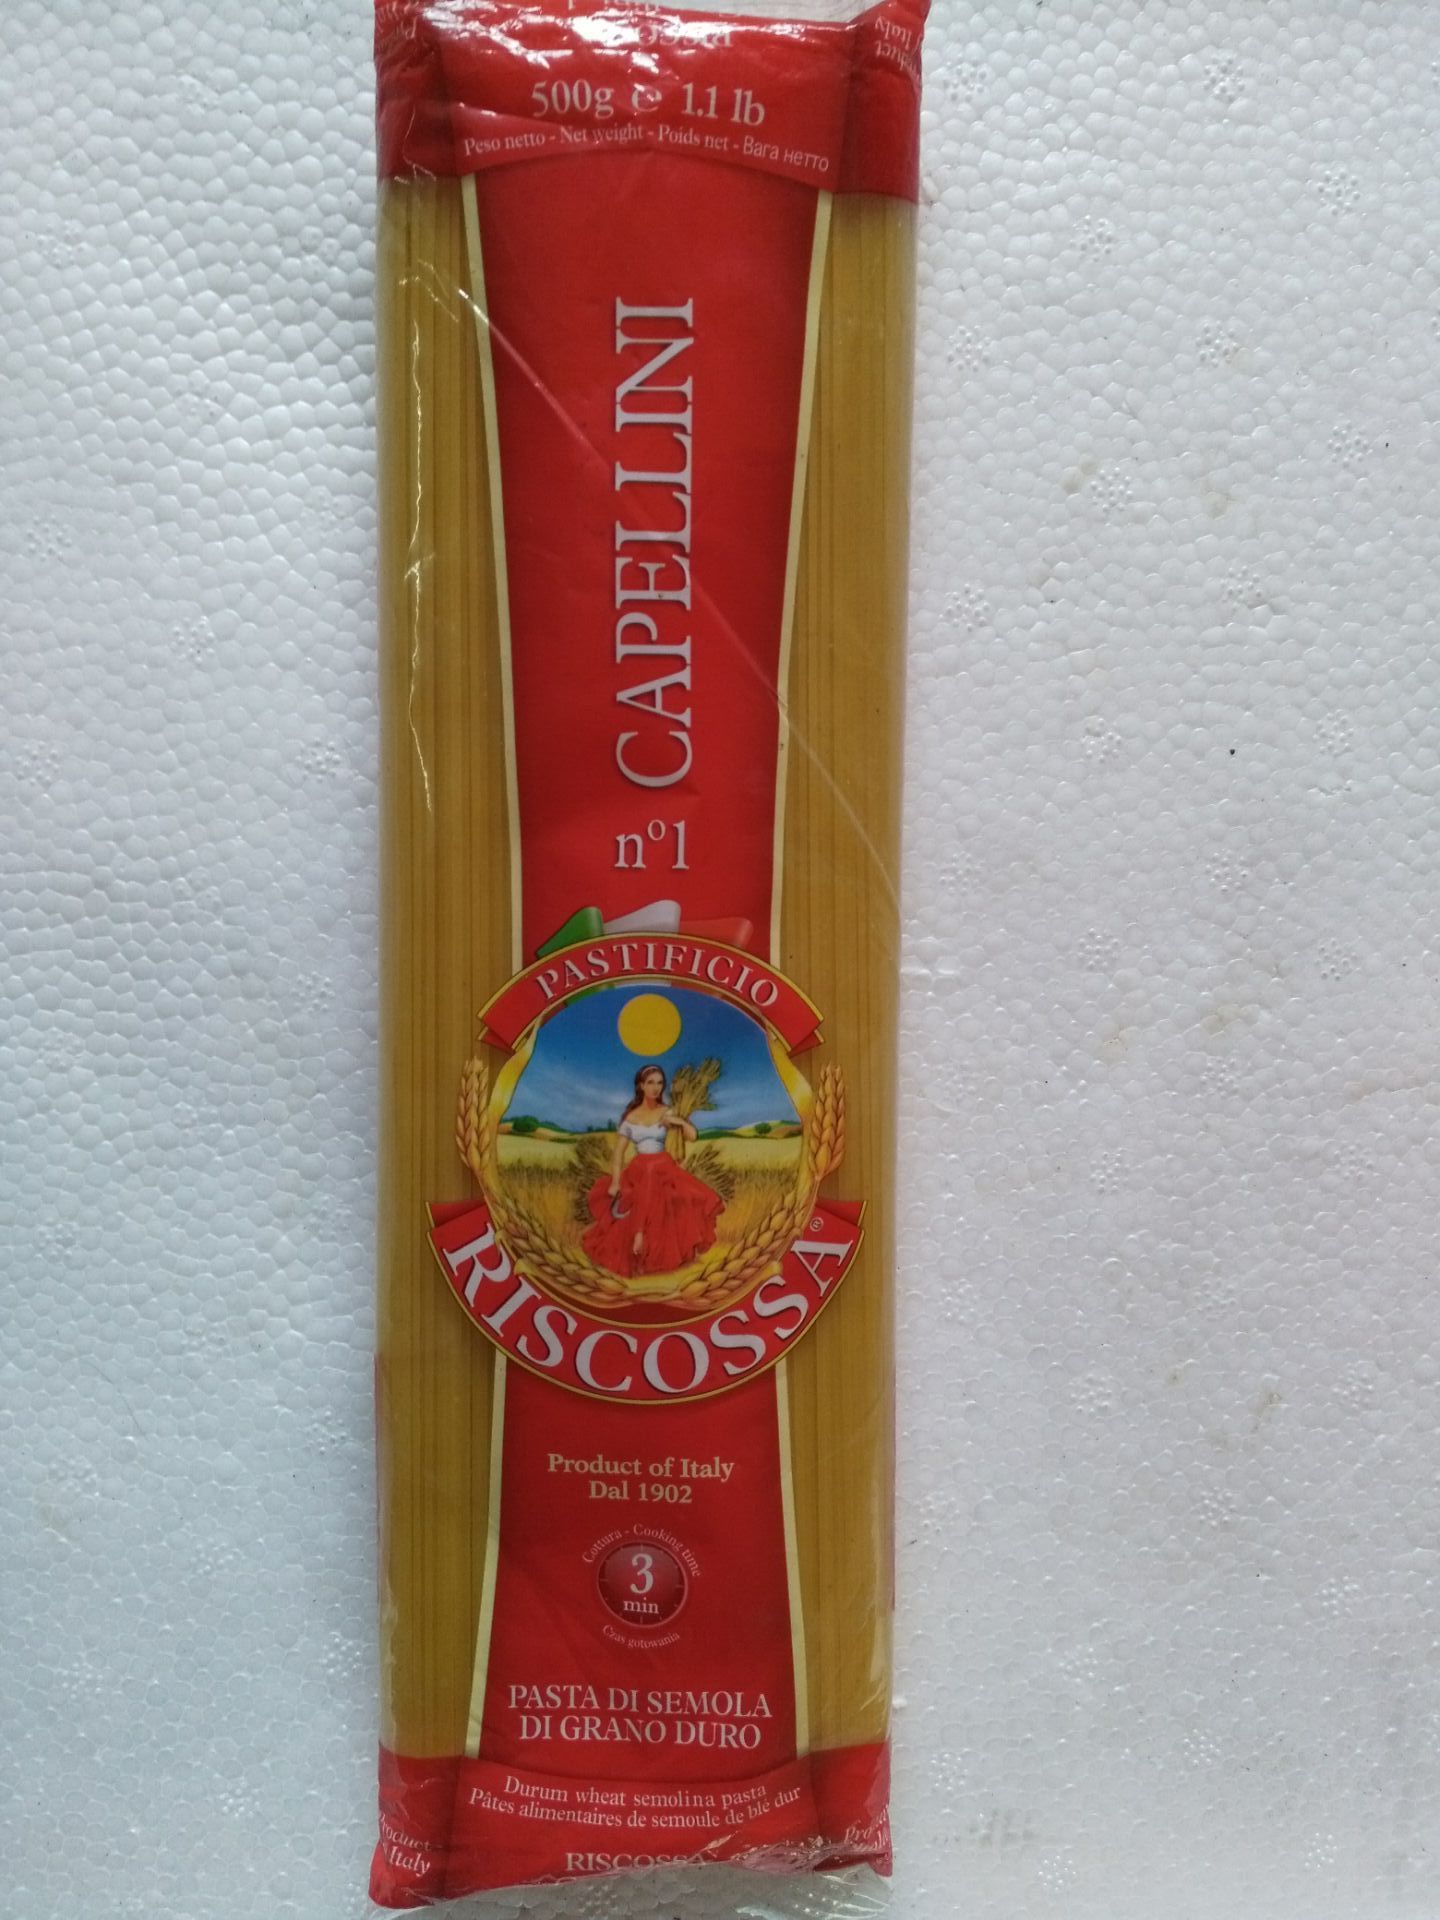 500g e 1.1 lb
Peso netto - Net weight - Poids net - Вага нетто
n°1 CAPELLINI
PASTIFICIO
RISCOSSA®
Product of Italy
Dal 1902
Cottura - Cooking time
3
min
Czas gotowania
PASTA DI SEMOLA
DI GRANO DURO
Durum wheat semolina pasta
Pâtes alimentaires de semoule de blé dur
Product
Italy
RISCOSSA